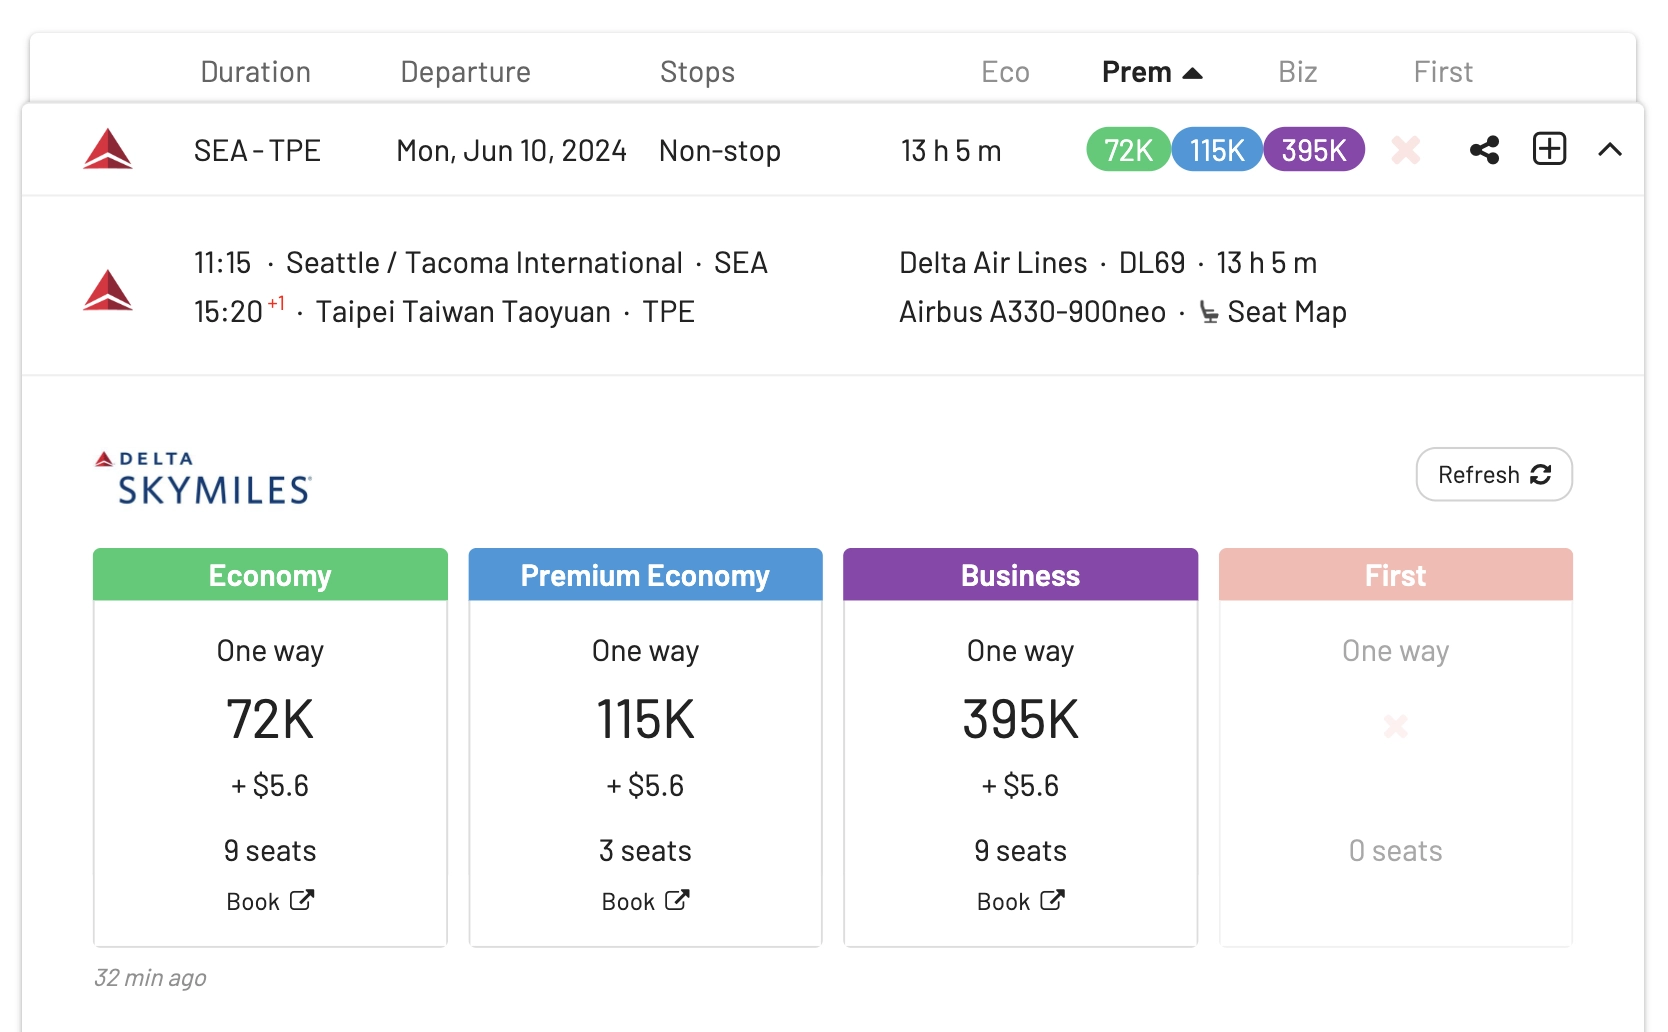 Duration Departure Stops Eco Prem Biz First
SEA - TPE Mon, Jun 10, 2024 Non-stop 13 h 5 m 72K 115K 395K
11:15 · Seattle / Tacoma International · SEA
15:20 +1 · Taipei Taiwan Taoyuan · TPE
Delta Air Lines · DL69 · 13 h 5 m
Airbus A330-900neo · Seat Map
DELTA
SKYMILES
Refresh
Economy
One way
72K
+ $5.6
9 seats
Book
Premium Economy
One way
115K
+ $5.6
3 seats
Book
Business
One way
395K
+ $5.6
9 seats
Book
First
One way
0 seats
32 min ago